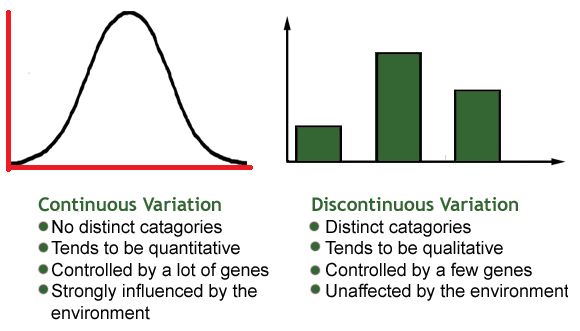 Continuous Variation
No distinct catagories
Tends to be quantitative
Controlled by a lot of genes
Strongly influenced by the
environment
Discontinuous Variation
Distinct catagories
Tends to be qualitative
Controlled by a few genes
Unaffected by the environment